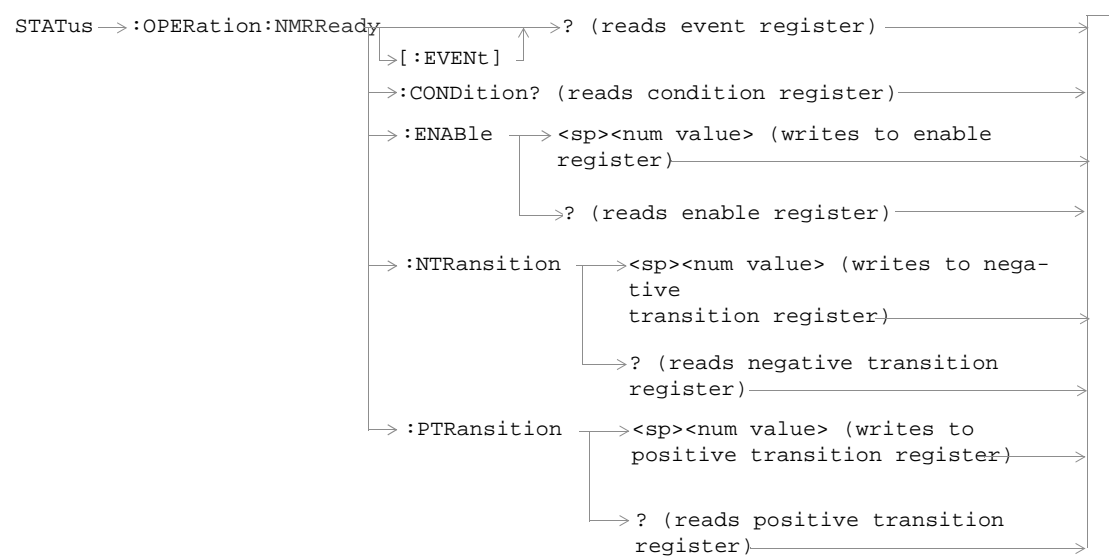 STATus :OPERation:NMRReady ? (reads event register)
[:EVENt]
:CONDition? (reads condition register)
:ENABle <sp><num value> (writes to enable
register)
? (reads enable register)
:NTRansition <sp><num value> (writes to nega-
tive
transition register)
? (reads negative transition
register)
:PTRansition <sp><num value> (writes to
positive transition register)
? (reads positive transition
register)